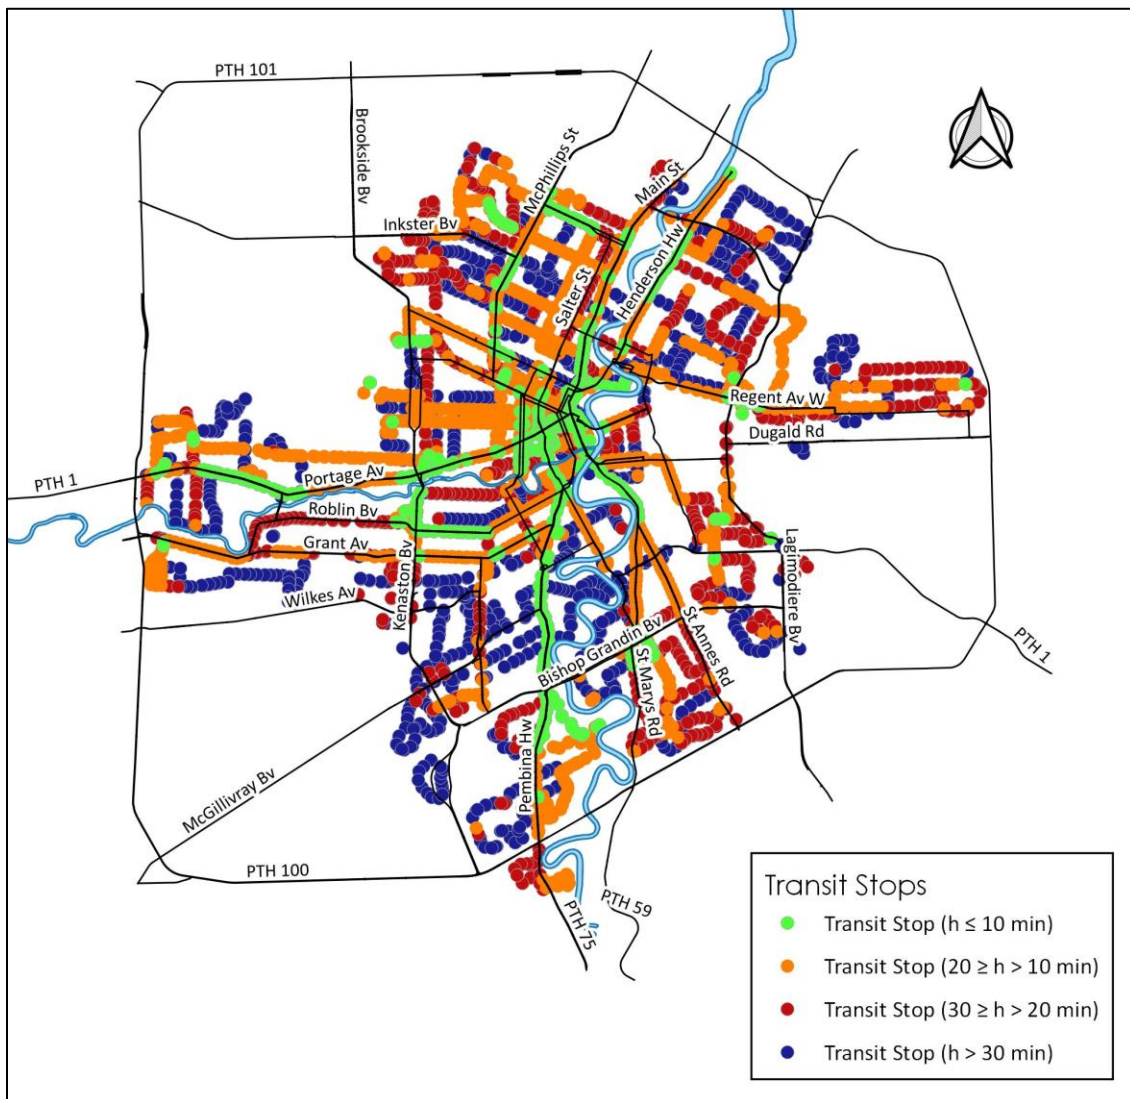 PTH 101
Brookside Bv
McPhillips St
Main St
Inkster Bv
Henderson Hw
Salter St
Regent Av W
Dugald Rd
Portage Av
PTH 1
Roblin Bv
Grant Av
Kenaston Bv
Wilkes Av
Lagimodiere Bv
St Annes Rd
PTH 1
Bishop Grandin Bv
St Marys Rd
Pembina Hw
McGillivray Bv
PTH 100
PTH 59
PTH 75
Transit Stops
Transit Stop (h ≤ 10 min)
Transit Stop (20 ≥ h > 10 min)
Transit Stop (30 ≥ h > 20 min)
Transit Stop (h > 30 min)